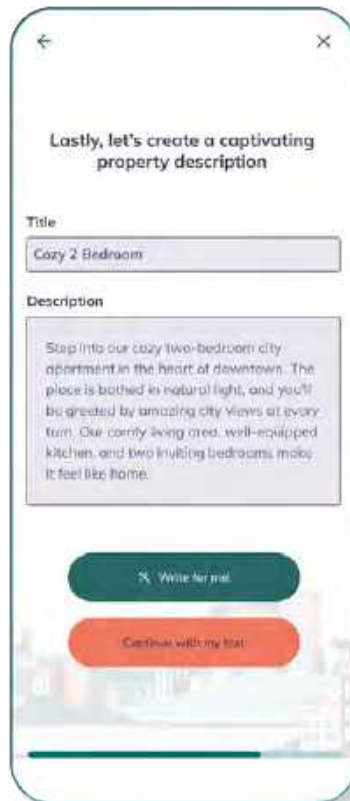 Lastly, let's create a captivating
property description
Title
Cozy 2 Bedroom
Description
Step into our cozy two-bedroom city
apartment in the heart of downtown. The
place is bathed in natural light, and you'll
be greeted by amazing city views at every
turn. Our comfy living area, well-equipped
kitchen, and two inviting bedrooms make
it feel like home.
Write for me!
Continue with my text